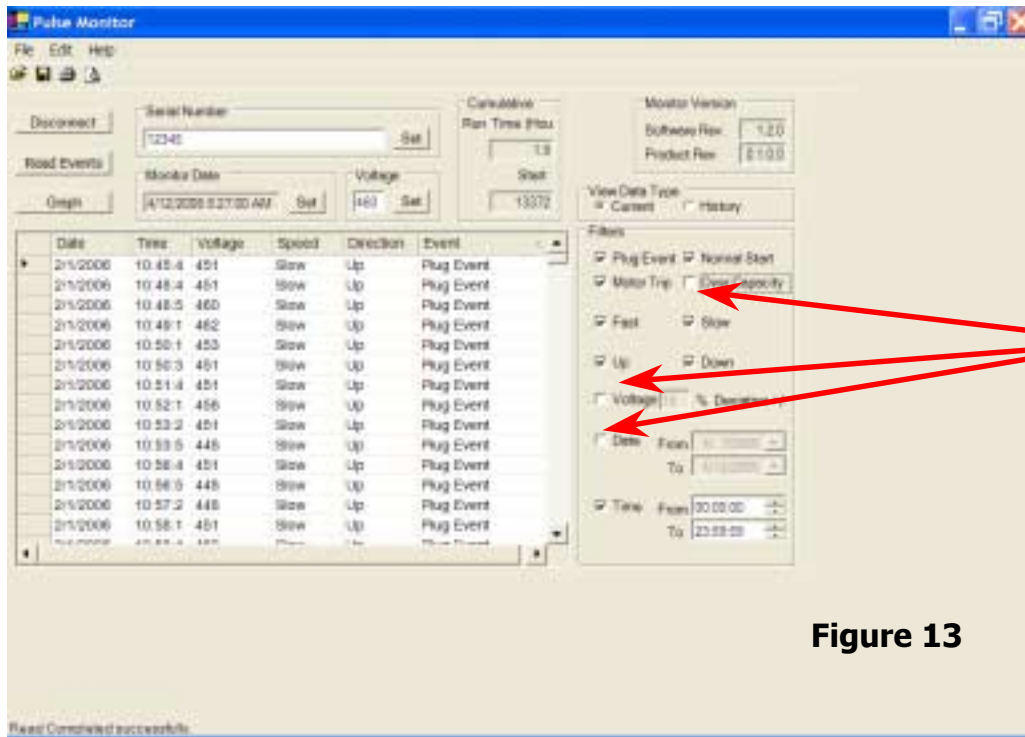 Pulse Monitor
File Edit Help
Disconnect
Read Events
Graph
Serial Number
12345
Set
Monitor Date
4/12/2006 8:27:00 AM
Set
Voltage
460
Set
Cumulative
Run Time (Hou
1.9
Start
13372
Monitor Version
Software Rev 1.2.0
Product Rev 0.1.0.0
View Data Type
Current History
Date Time Voltage Speed Direction Event
2/1/2006 10:45:4 451 Slow Up Plug Event
2/1/2006 10:48:4 451 Slow Up Plug Event
2/1/2006 10:48:5 460 Slow Up Plug Event
2/1/2006 10:49:1 462 Slow Up Plug Event
2/1/2006 10:50:1 453 Slow Up Plug Event
2/1/2006 10:50:3 451 Slow Up Plug Event
2/1/2006 10:51:4 451 Slow Up Plug Event
2/1/2006 10:52:1 456 Slow Up Plug Event
2/1/2006 10:53:2 451 Slow Up Plug Event
2/1/2006 10:53:5 448 Slow Up Plug Event
2/1/2006 10:56:4 451 Slow Up Plug Event
2/1/2006 10:56:5 448 Slow Up Plug Event
2/1/2006 10:57:2 448 Slow Up Plug Event
2/1/2006 10:58:1 451 Slow Up Plug Event
Filters
Plug Event Normal Start
Motor Trip Over Capacity
Fast Slow
Up Down
Voltage %
Date From
To
Time From 00:00:00
To 23:59:59
Figure 13
Read Completed successfully.